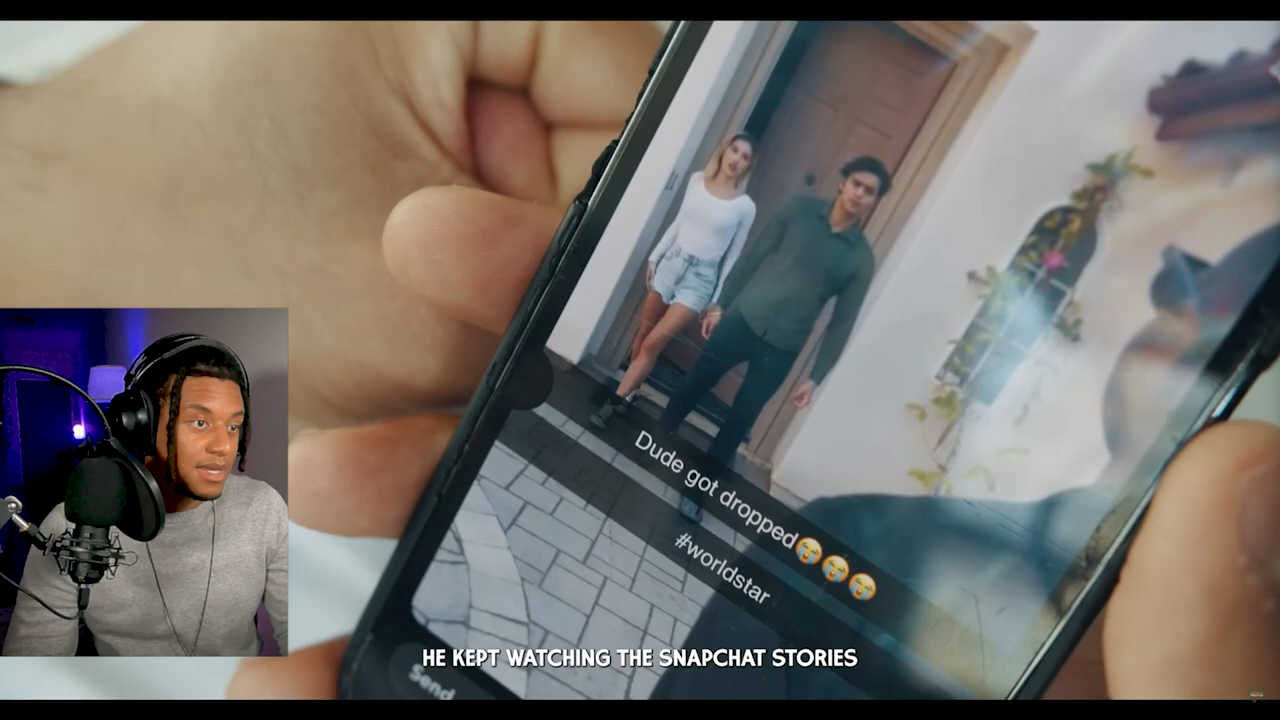 Dude got dropped😭😭😭
#worldstar
Send
HE KEPT WATCHING THE SNAPCHAT STORIES